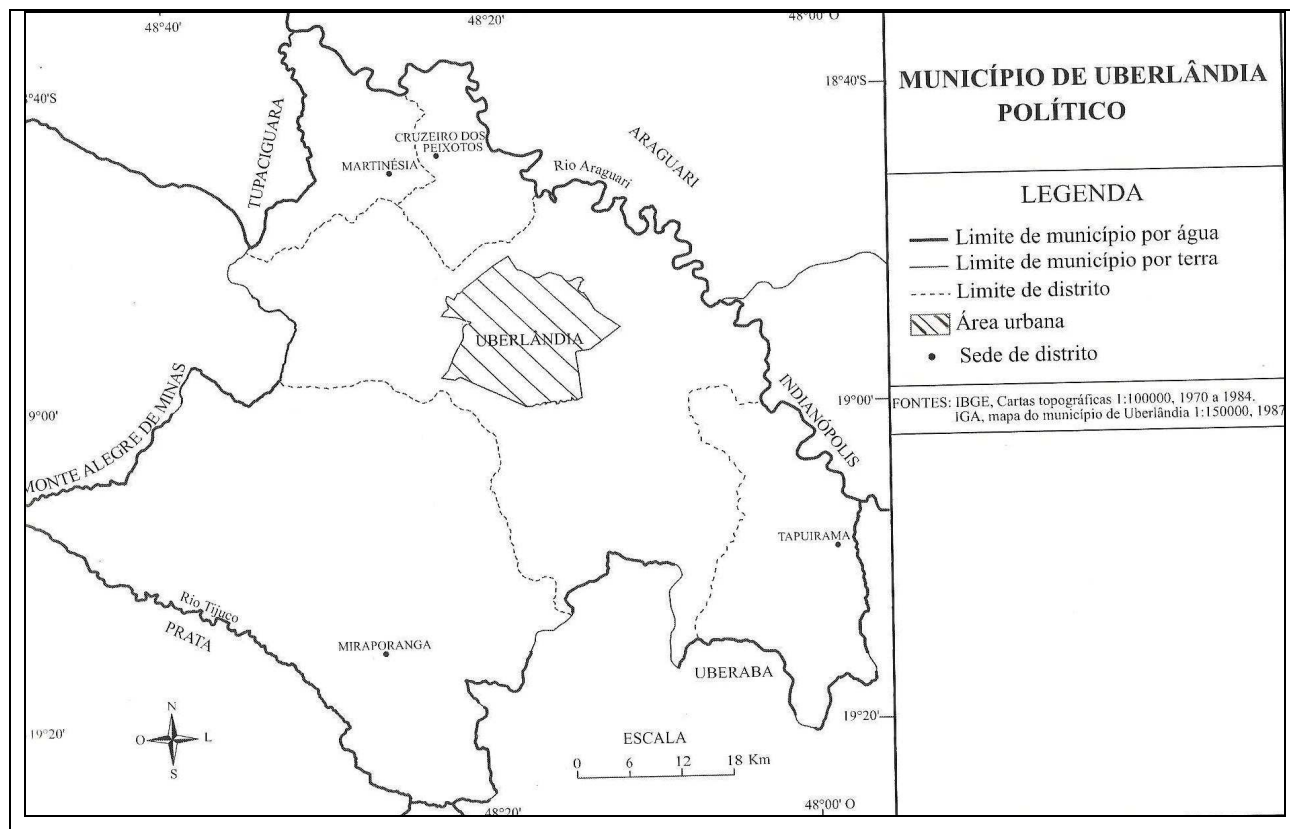 48°40'
48°20'
48°00' O
18°40'S
MUNICÍPIO DE UBERLÂNDIA
POLÍTICO
TUPACIGUARA
CRUZEIRO DOS
PEIXOTOS
MARTINÉSIA
ARAGUARI
Rio Araguari
LEGENDA
Limite de município por água
Limite de município por terra
Limite de distrito
Área urbana
Sede de distrito
UBERLÂNDIA
MONTE ALEGRE DE MINAS
INDIANÓPOLIS
19°00'
FONTES: IBGE, Cartas topográficas 1:100000, 1970 a 1984.
IGA, mapa do município de Uberlândia 1:150000, 1987
TAPUIRAMA
Rio Tijuco
PRATA
MIRAPORANGA
UBERABA
19°20'
19°20'
N
O
L
S
ESCALA
0 6 12 18 Km
48°20'
48°00' O